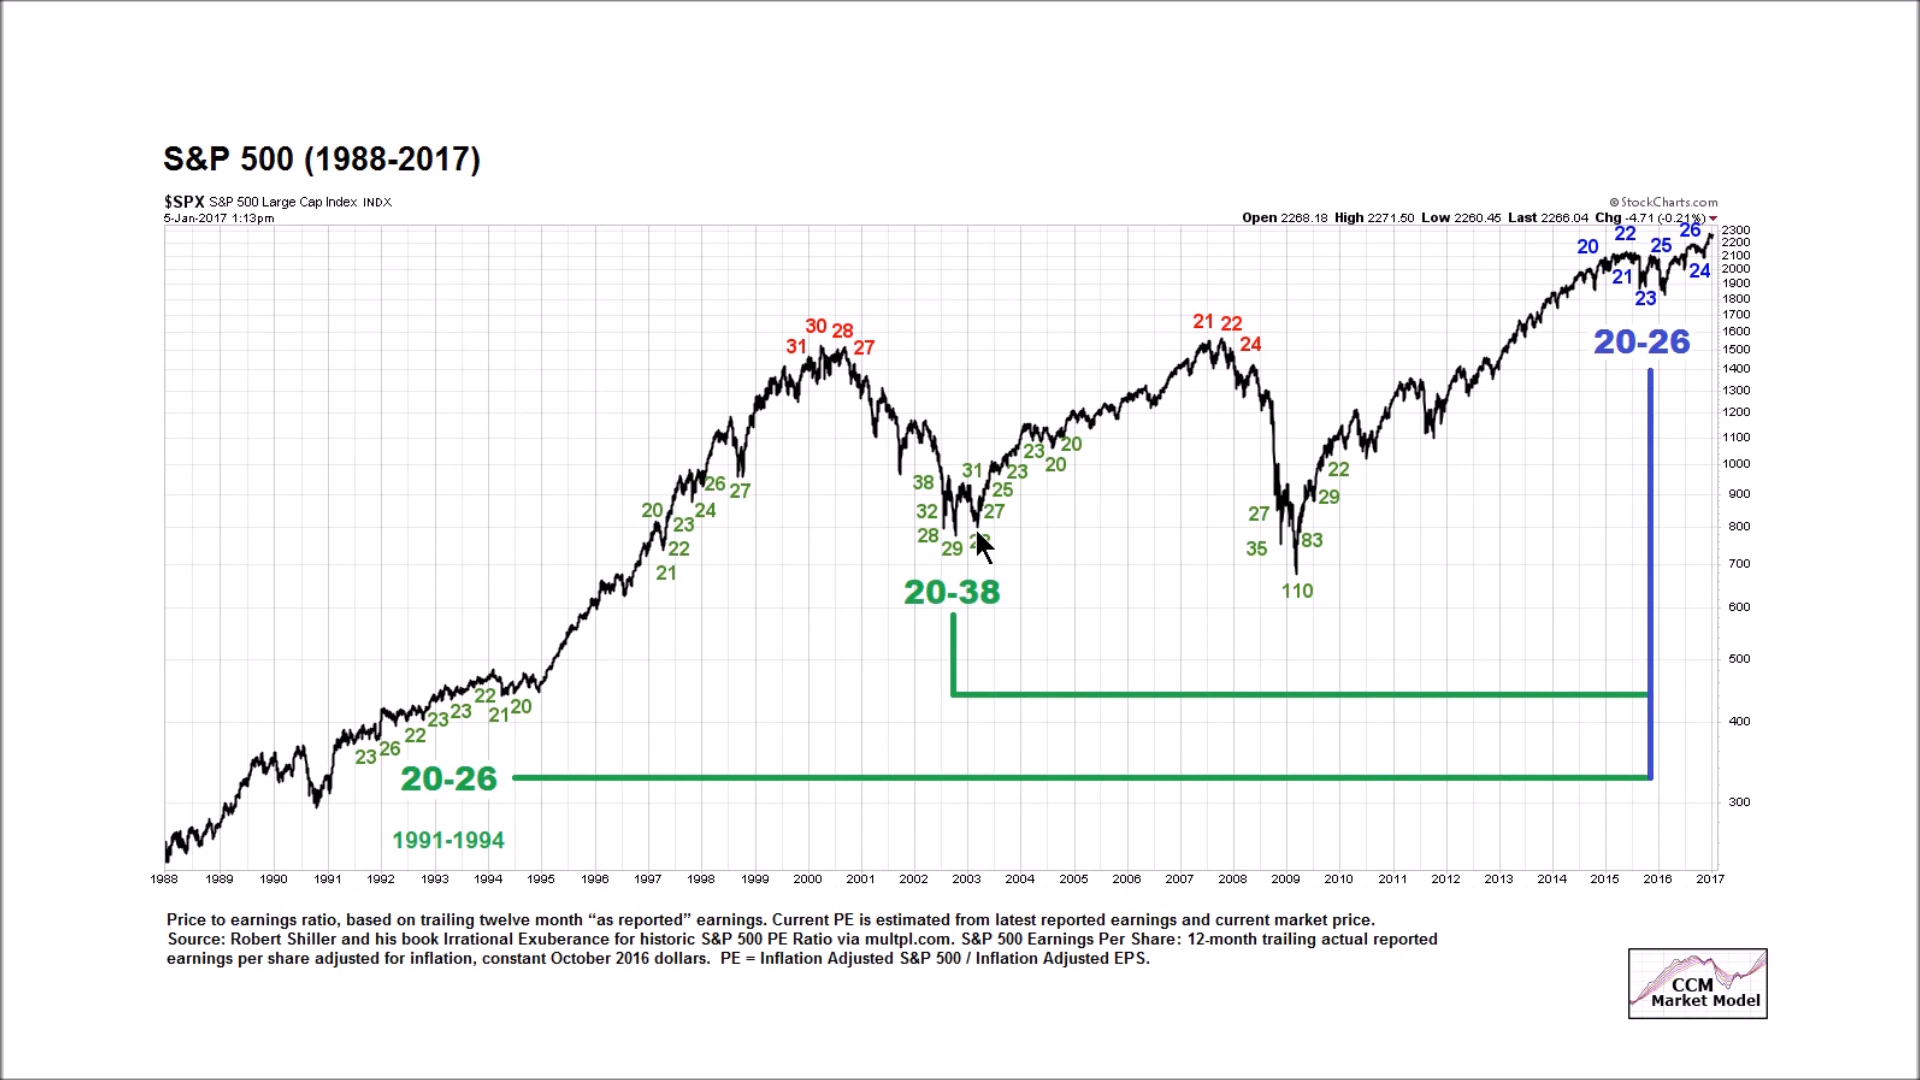 S&P 500 (1988-2017)
$SPX S&P 500 Large Cap Index INDX
© StockCharts.com
5-Jan-2017 1:13pm
Open 2268.18 High 2271.50 Low 2260.45 Last 2266.04 Chg -4.71 (-0.21%)
20 22 25 26
21 23 24
20-26
30 28
31 27
21 22
24
20 26 27
23 24
22
21
38 31 23 20
32 25 23 20
28 27
29
20-38
27 22
35 29
83
110
22
23 23 21 20
23 26 22
20-26
1991-1994
2300
2200
2100
2000
1900
1800
1700
1600
1500
1400
1300
1200
1100
1000
900
800
700
600
500
400
300
1988 1989 1990 1991 1992 1993 1994 1995 1996 1997 1998 1999 2000 2001 2002 2003 2004 2005 2006 2007 2008 2009 2010 2011 2012 2013 2014 2015 2016 2017
Price to earnings ratio, based on trailing twelve month “as reported” earnings. Current PE is estimated from latest reported earnings and current market price.
Source: Robert Shiller and his book Irrational Exuberance for historic S&P 500 PE Ratio via multpl.com. S&P 500 Earnings Per Share: 12-month trailing actual reported
earnings per share adjusted for inflation, constant October 2016 dollars. PE = Inflation Adjusted S&P 500 / Inflation Adjusted EPS.
CCM
Market Model